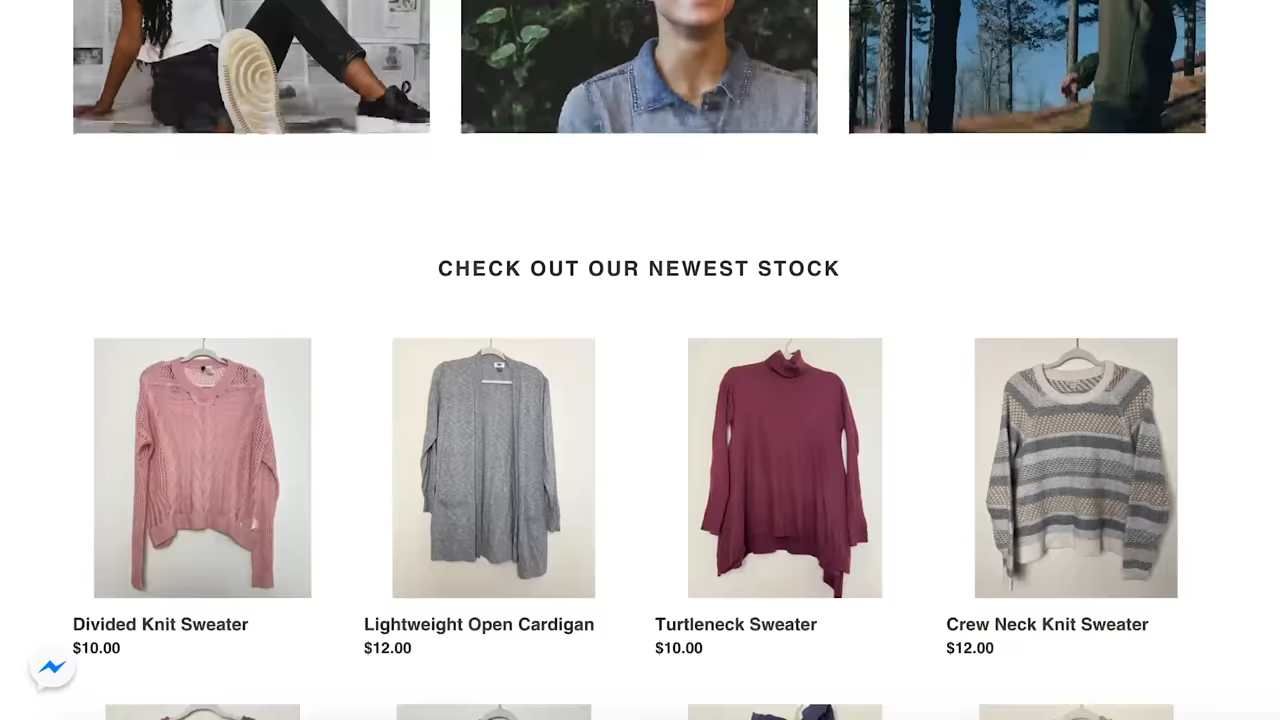 CHECK OUT OUR NEWEST STOCK
Divided Knit Sweater
$10.00
Lightweight Open Cardigan
$12.00
Turtleneck Sweater
$10.00
Crew Neck Knit Sweater
$12.00